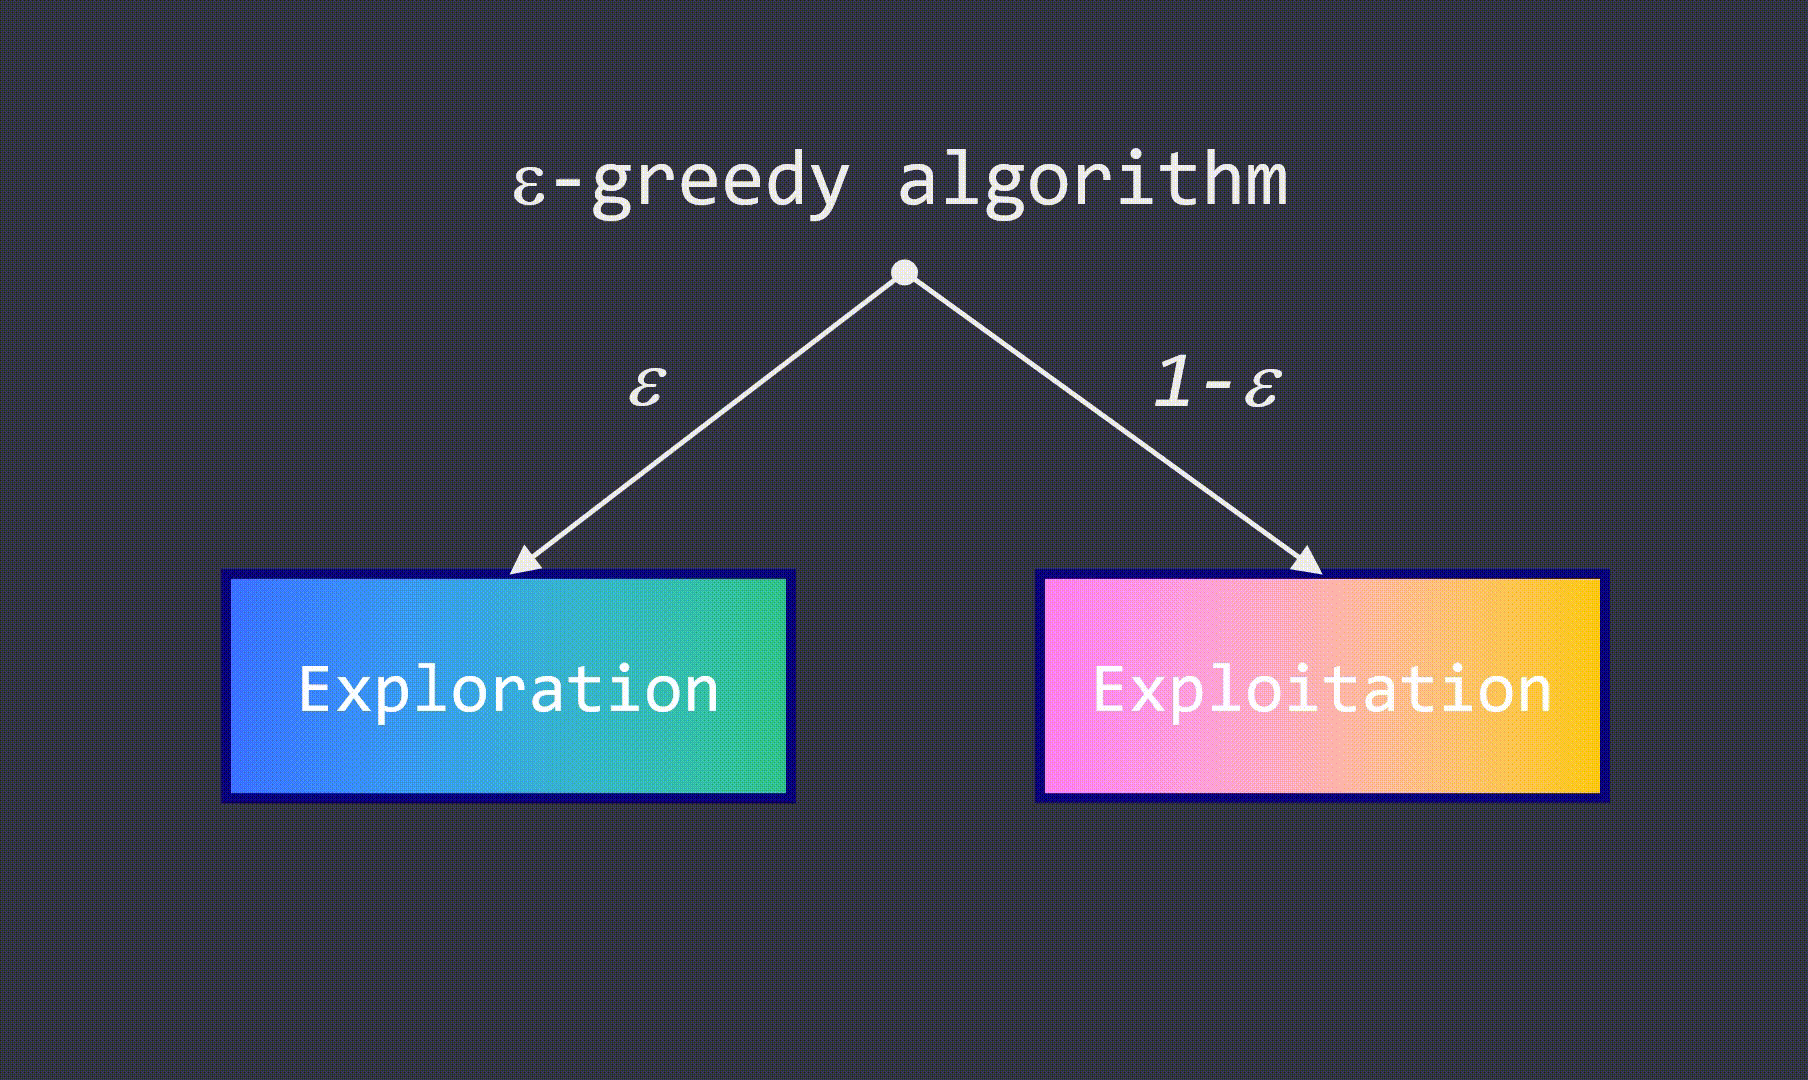 ε-greedy algorithm
ε
1-ε
Exploration
Exploitation